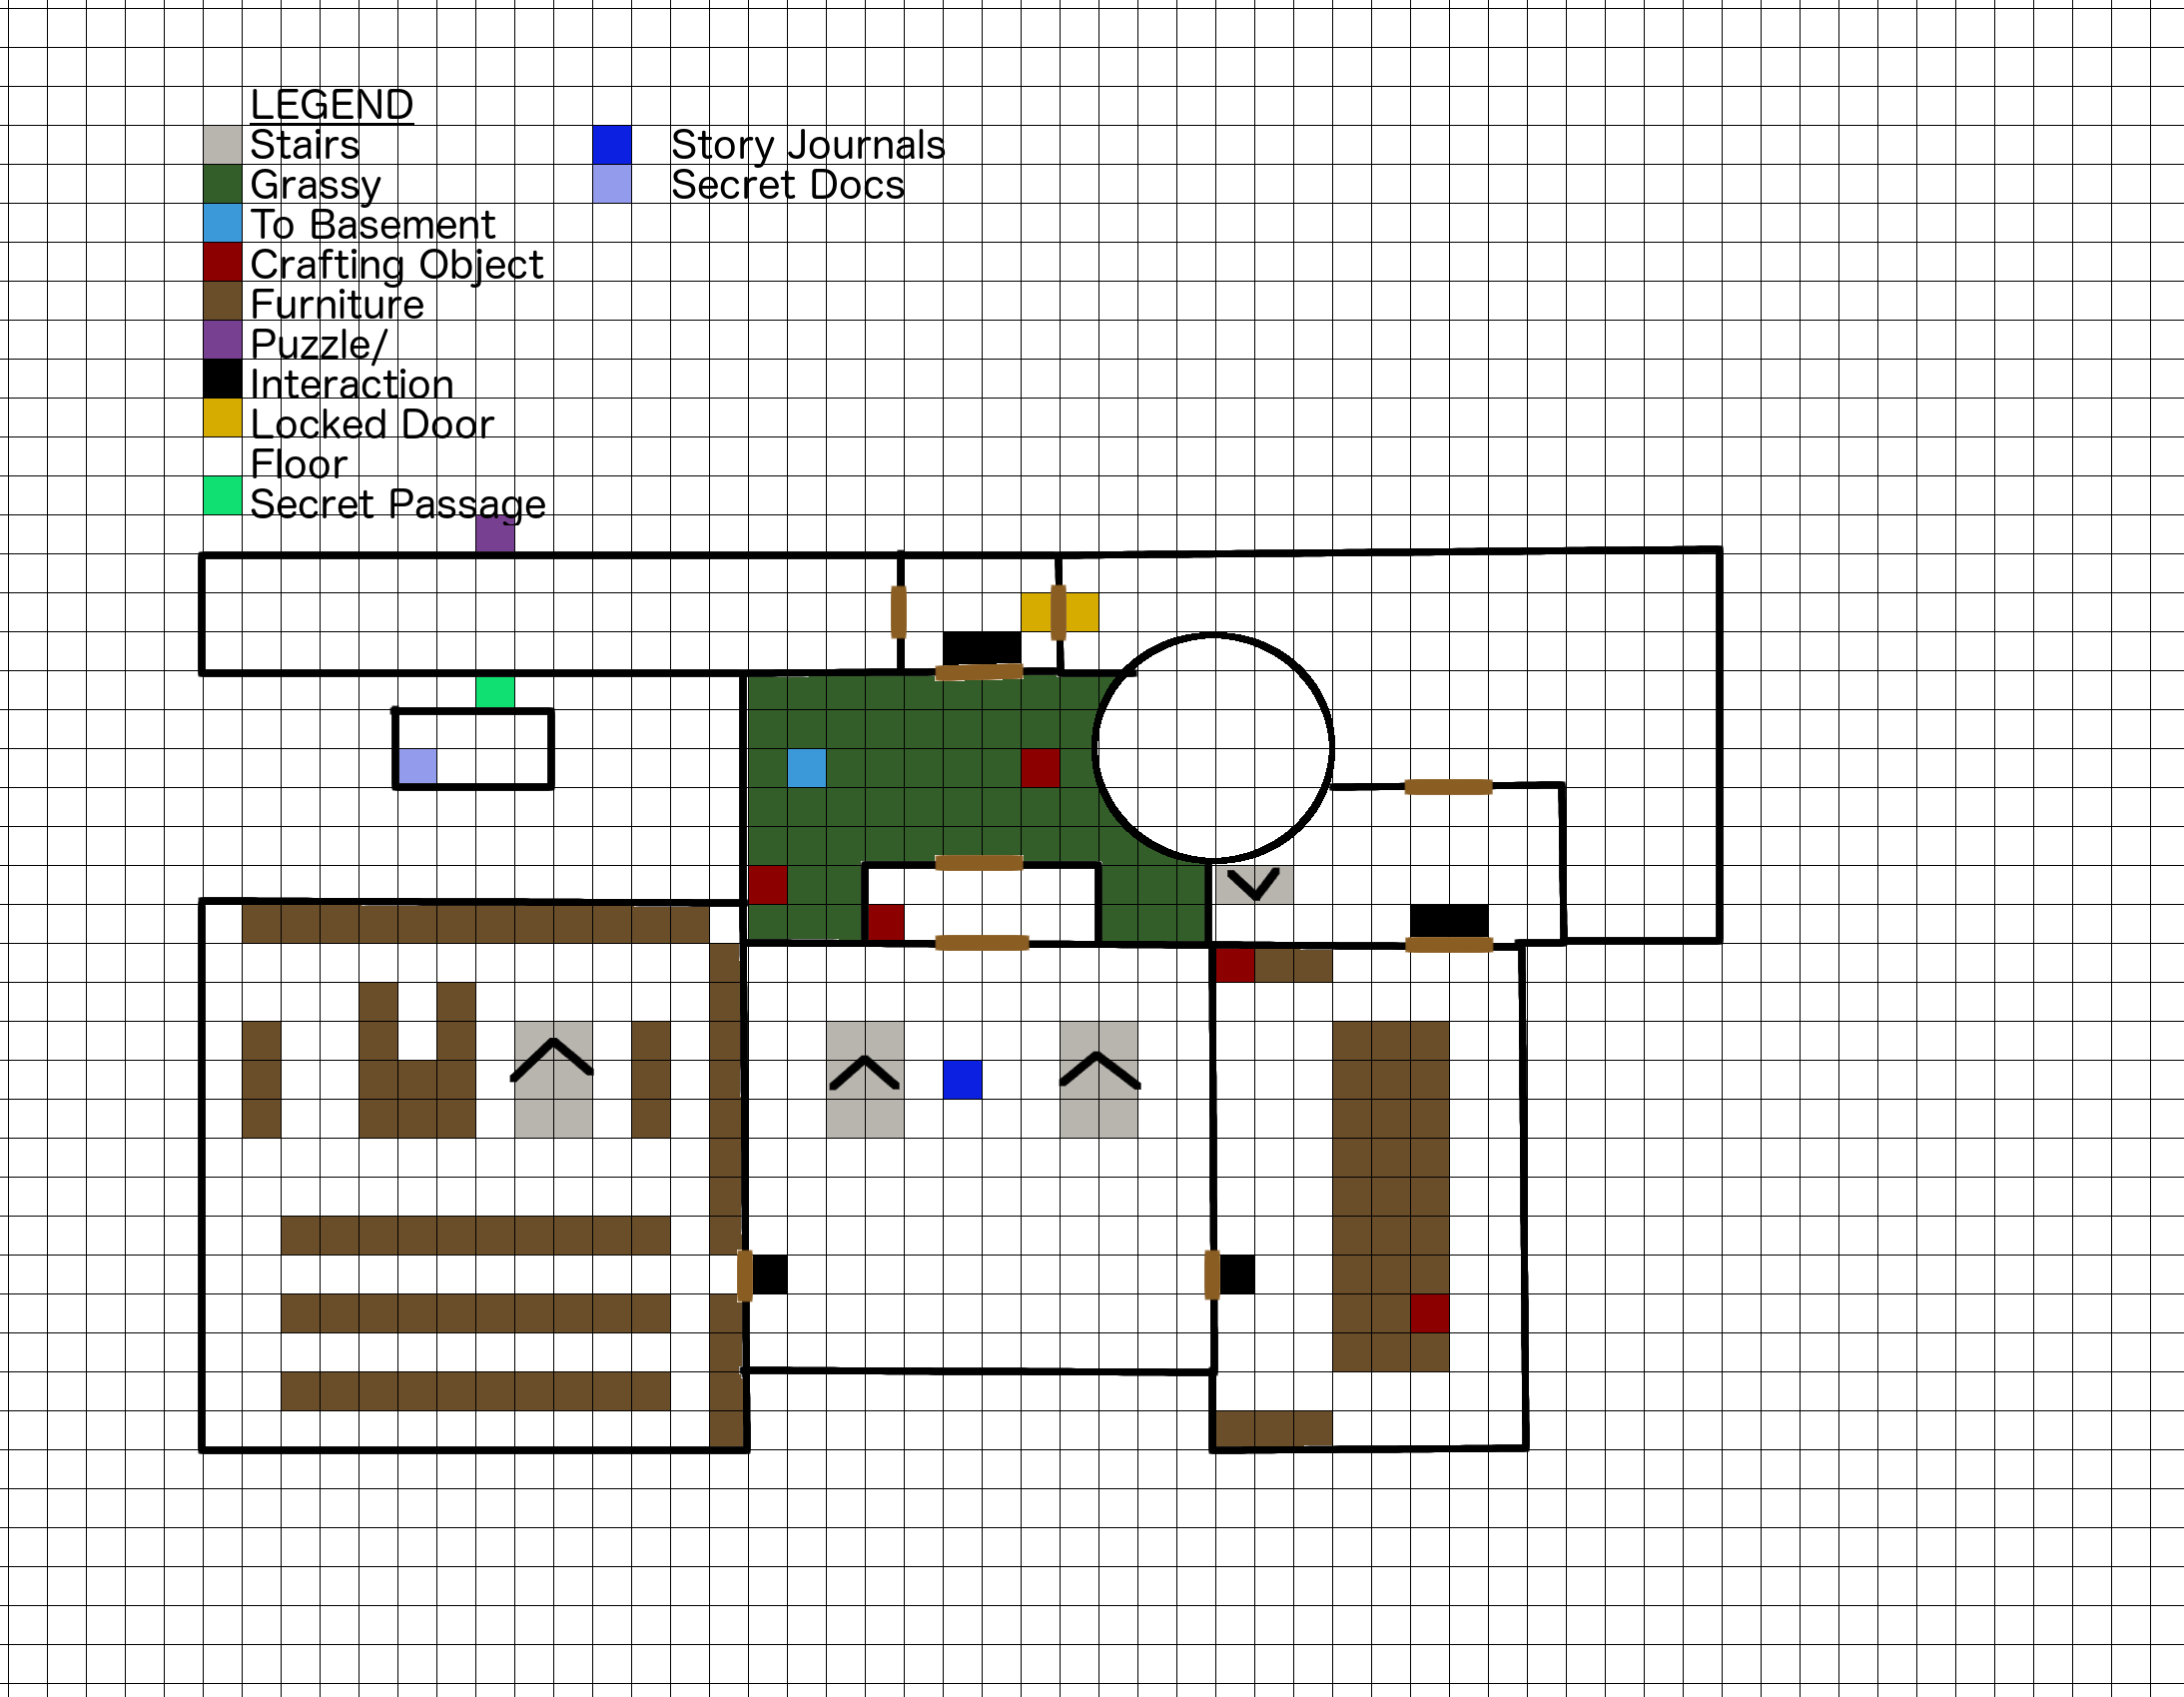 LEGEND
Stairs
Grassy
To Basement
Crafting Object
Furniture
Puzzle/
Interaction
Locked Door
Floor
Secret Passage
Story Journals
Secret Docs